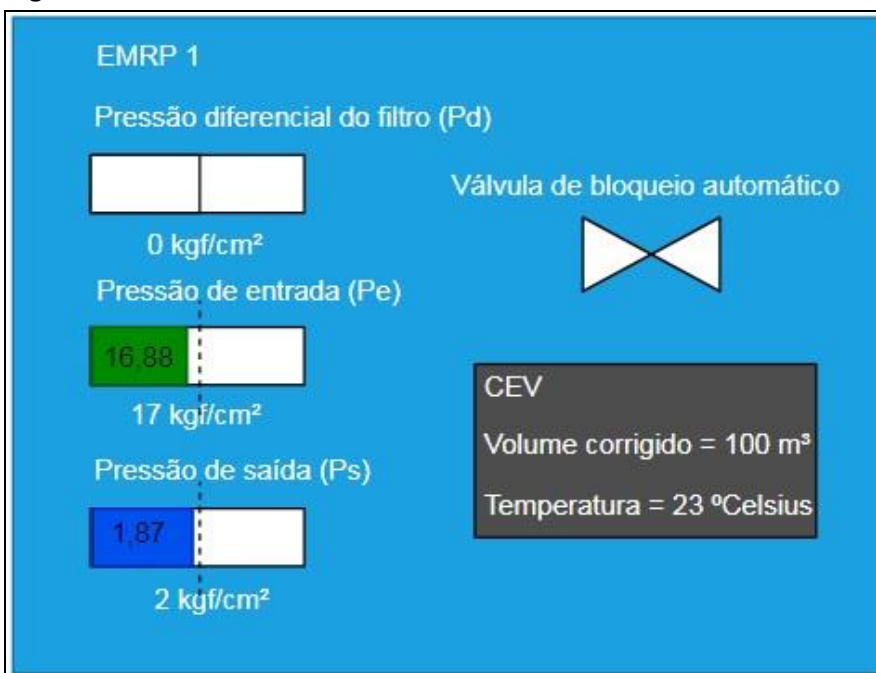 EMRP 1
Pressão diferencial do filtro (Pd)
0 kgf/cm²
Pressão de entrada (Pe)
16,88
17 kgf/cm²
Pressão de saída (Ps)
1,87
2 kgf/cm²
Válvula de bloqueio automático
CEV
Volume corrigido = 100 m³
Temperatura = 23 ºCelsius